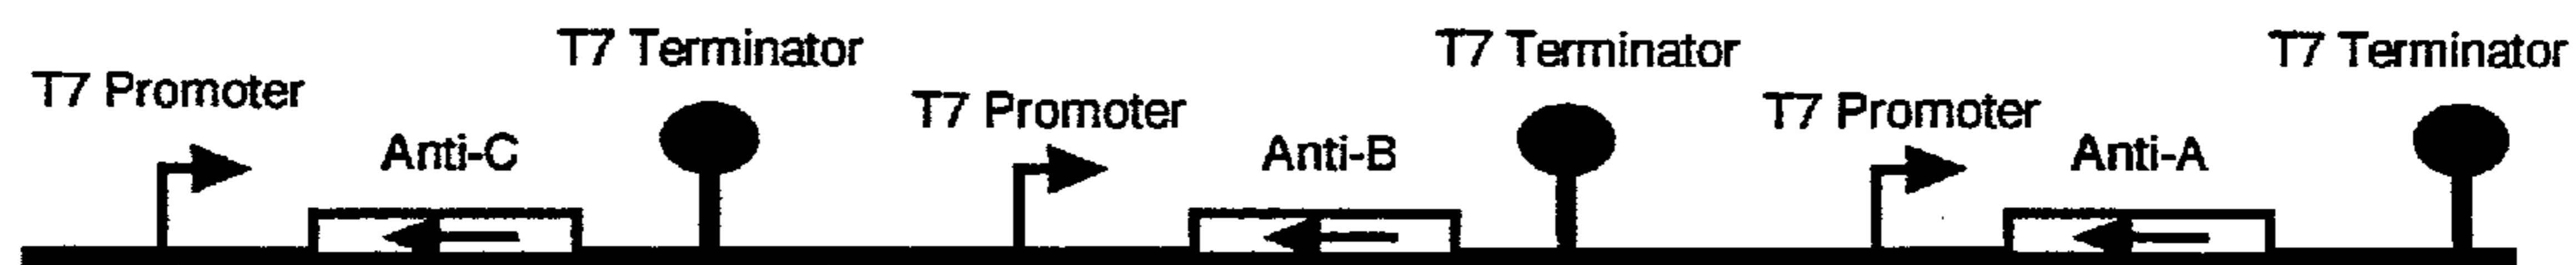 T7 Promoter
Anti-C
T7 Terminator
T7 Promoter
Anti-B
T7 Terminator
T7 Promoter
Anti-A
T7 Terminator